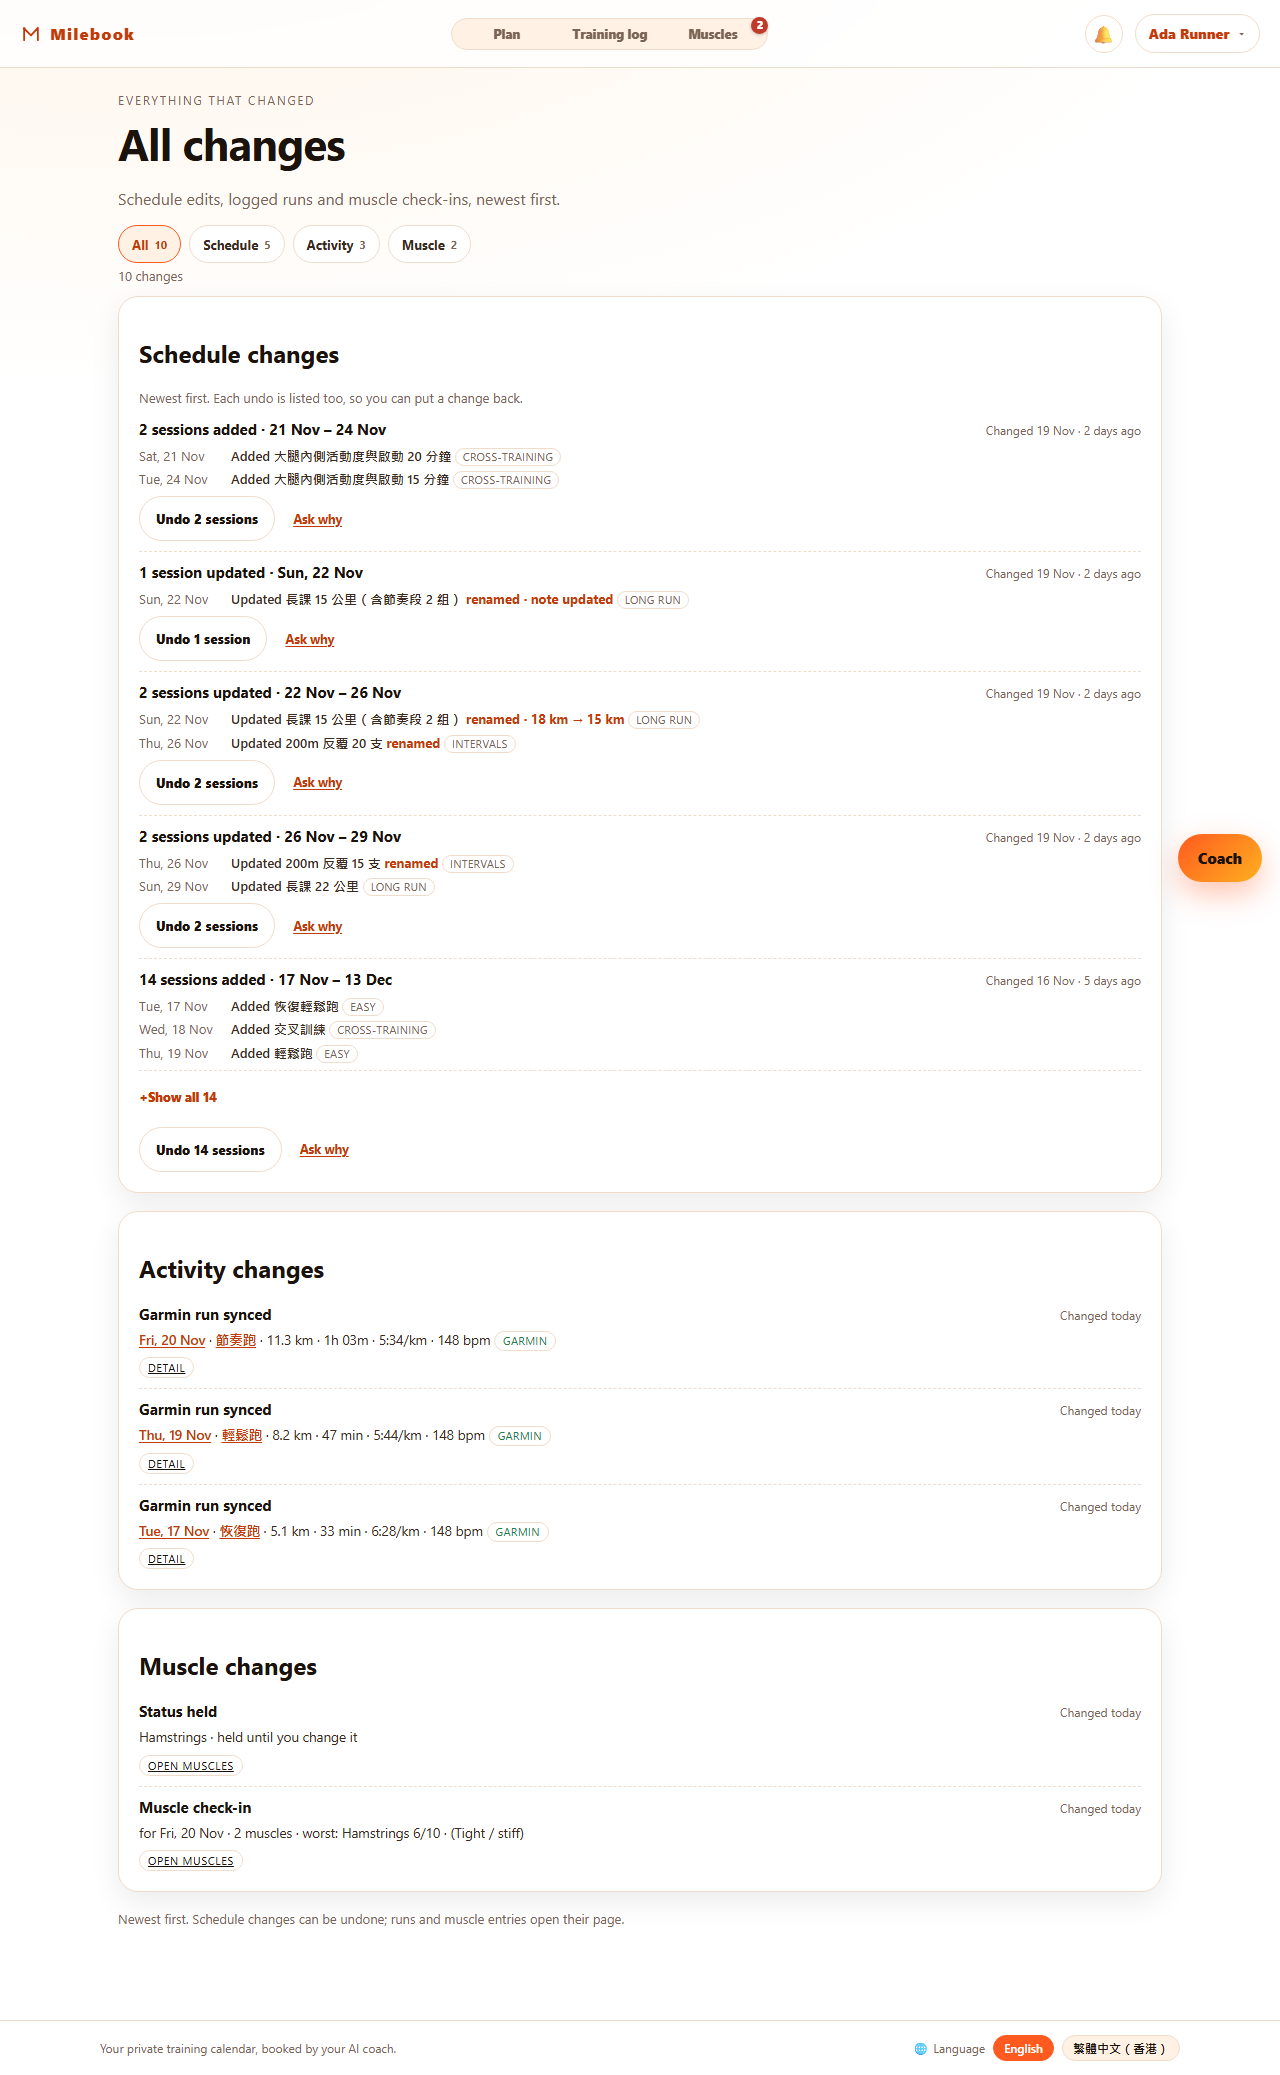 Milebook
Plan
Training log
Muscles
2
Ada Runner
EVERYTHING THAT CHANGED
All changes
Schedule edits, logged runs and muscle check-ins, newest first.
All 10
Schedule 5
Activity 3
Muscle 2
10 changes
Schedule changes
Newest first. Each undo is listed too, so you can put a change back.
2 sessions added · 21 Nov – 24 Nov
Changed 19 Nov · 2 days ago
Sat, 21 Nov Added 大腿內側活動度與啟動 20 分鐘 CROSS-TRAINING
Tue, 24 Nov Added 大腿內側活動度與啟動 15 分鐘 CROSS-TRAINING
Undo 2 sessions Ask why
1 session updated · Sun, 22 Nov
Changed 19 Nov · 2 days ago
Sun, 22 Nov Updated 長課 15 公里（含節奏段 2 組） renamed · note updated LONG RUN
Undo 1 session Ask why
2 sessions updated · 22 Nov – 26 Nov
Changed 19 Nov · 2 days ago
Sun, 22 Nov Updated 長課 15 公里（含節奏段 2 組） renamed · 18 km → 15 km LONG RUN
Thu, 26 Nov Updated 200m 反覆 20 支 renamed INTERVALS
Undo 2 sessions Ask why
2 sessions updated · 26 Nov – 29 Nov
Changed 19 Nov · 2 days ago
Thu, 26 Nov Updated 200m 反覆 15 支 renamed INTERVALS
Sun, 29 Nov Updated 長課 22 公里 LONG RUN
Undo 2 sessions Ask why
14 sessions added · 17 Nov – 13 Dec
Changed 16 Nov · 5 days ago
Tue, 17 Nov Added 恢復輕鬆跑 EASY
Wed, 18 Nov Added 交叉訓練 CROSS-TRAINING
Thu, 19 Nov Added 輕鬆跑 EASY
+Show all 14
Undo 14 sessions Ask why
Activity changes
Garmin run synced
Changed today
Fri, 20 Nov · 節奏跑 · 11.3 km · 1h 03m · 5:34/km · 148 bpm GARMIN
DETAIL
Garmin run synced
Changed today
Thu, 19 Nov · 輕鬆跑 · 8.2 km · 47 min · 5:44/km · 148 bpm GARMIN
DETAIL
Garmin run synced
Changed today
Tue, 17 Nov · 恢復跑 · 5.1 km · 33 min · 6:28/km · 148 bpm GARMIN
DETAIL
Muscle changes
Status held
Changed today
Hamstrings · held until you change it
OPEN MUSCLES
Muscle check-in
Changed today
for Fri, 20 Nov · 2 muscles · worst: Hamstrings 6/10 · (Tight / stiff)
OPEN MUSCLES
Newest first. Schedule changes can be undone; runs and muscle entries open their page.
Coach
Your private training calendar, booked by your AI coach.
Language English 繁體中文（香港）